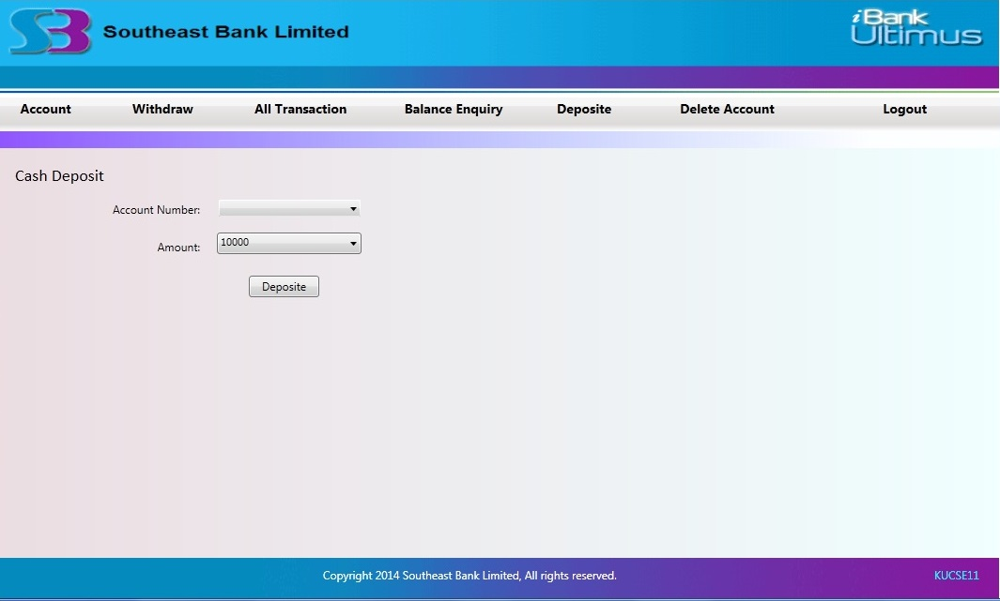 SB Southeast Bank Limited
iBank
Ultimus
Account Withdraw All Transaction Balance Enquiry Deposite Delete Account Logout
Cash Deposit
Account Number:
Amount: 10000
Deposite
Copyright 2014 Southeast Bank Limited, All rights reserved. KUCSE11